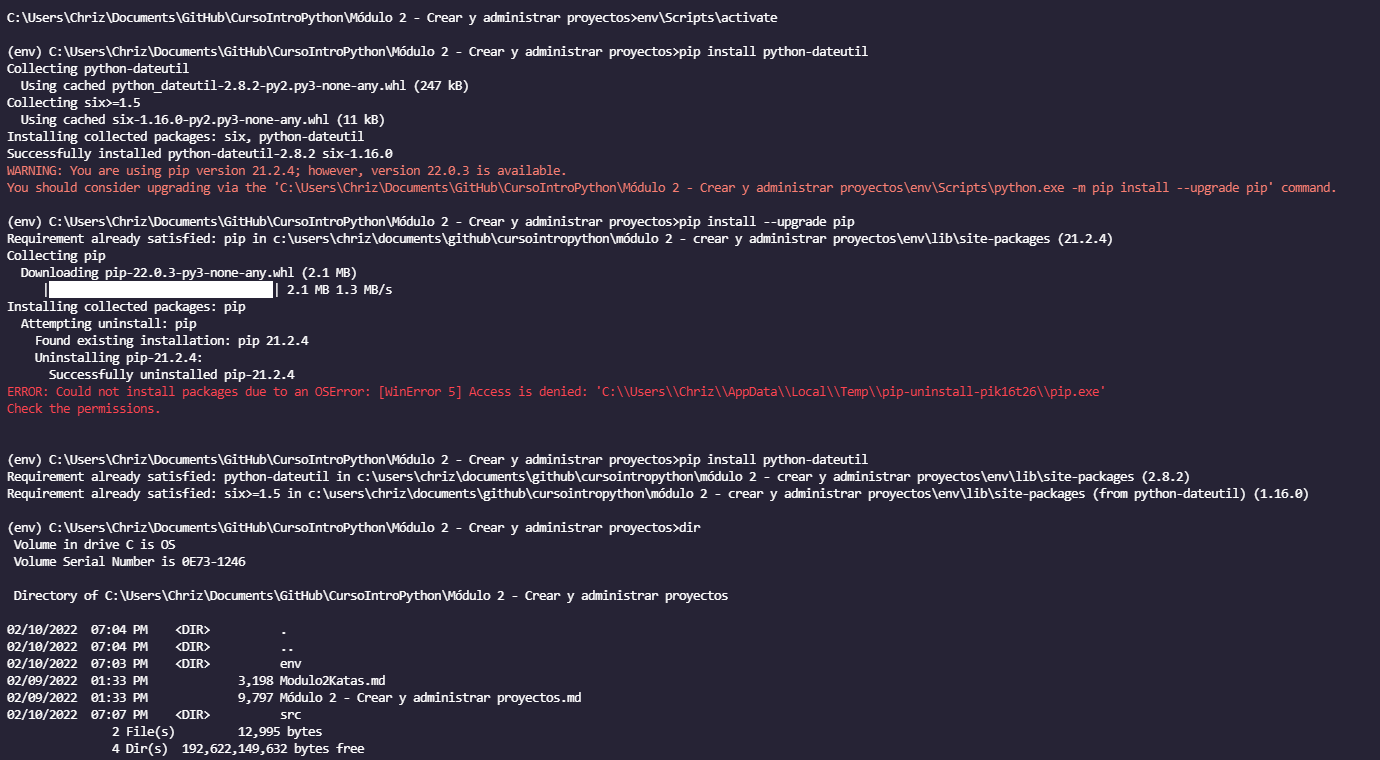 C:\Users\Chriz\Documents\GitHub\CursoIntroPython\Módulo 2 - Crear y administrar proyectos>env\Scripts\activate
(env) C:\Users\Chriz\Documents\GitHub\CursoIntroPython\Módulo 2 - Crear y administrar proyectos>pip install python-dateutil
Collecting python-dateutil
  Using cached python_dateutil-2.8.2-py2.py3-none-any.whl (247 kB)
Collecting six>=1.5
  Using cached six-1.16.0-py2.py3-none-any.whl (11 kB)
Installing collected packages: six, python-dateutil
Successfully installed python-dateutil-2.8.2 six-1.16.0
WARNING: You are using pip version 21.2.4; however, version 22.0.3 is available.
You should consider upgrading via the 'C:\Users\Chriz\Documents\GitHub\CursoIntroPython\Módulo 2 - Crear y administrar proyectos\env\Scripts\python.exe -m pip install --upgrade pip' command.
(env) C:\Users\Chriz\Documents\GitHub\CursoIntroPython\Módulo 2 - Crear y administrar proyectos>pip install --upgrade pip
Requirement already satisfied: pip in c:\users\chriz\documents\github\cursointropython\módulo 2 - crear y administrar proyectos\env\lib\site-packages (21.2.4)
Collecting pip
  Downloading pip-22.0.3-py3-none-any.whl (2.1 MB)
     |████████████████████████████████| 2.1 MB 1.3 MB/s
Installing collected packages: pip
  Attempting uninstall: pip
    Found existing installation: pip 21.2.4
    Uninstalling pip-21.2.4:
      Successfully uninstalled pip-21.2.4
ERROR: Could not install packages due to an OSError: [WinError 5] Access is denied: 'C:\\Users\\Chriz\\AppData\\Local\\Temp\\pip-uninstall-pik16t26\\pip.exe'
Check the permissions.
(env) C:\Users\Chriz\Documents\GitHub\CursoIntroPython\Módulo 2 - Crear y administrar proyectos>pip install python-dateutil
Requirement already satisfied: python-dateutil in c:\users\chriz\documents\github\cursointropython\módulo 2 - crear y administrar proyectos\env\lib\site-packages (2.8.2)
Requirement already satisfied: six>=1.5 in c:\users\chriz\documents\github\cursointropython\módulo 2 - crear y administrar proyectos\env\lib\site-packages (from python-dateutil) (1.16.0)
(env) C:\Users\Chriz\Documents\GitHub\CursoIntroPython\Módulo 2 - Crear y administrar proyectos>dir
 Volume in drive C is OS
 Volume Serial Number is 0E73-1246
 Directory of C:\Users\Chriz\Documents\GitHub\CursoIntroPython\Módulo 2 - Crear y administrar proyectos
02/10/2022  07:04 PM    <DIR>          .
02/10/2022  07:04 PM    <DIR>          ..
02/10/2022  07:03 PM    <DIR>          env
02/09/2022  01:33 PM             3,198 Modulo2Katas.md
02/09/2022  01:33 PM             9,797 Módulo 2 - Crear y administrar proyectos.md
02/10/2022  07:07 PM    <DIR>          src
               2 File(s)         12,995 bytes
               4 Dir(s)  192,622,149,632 bytes free